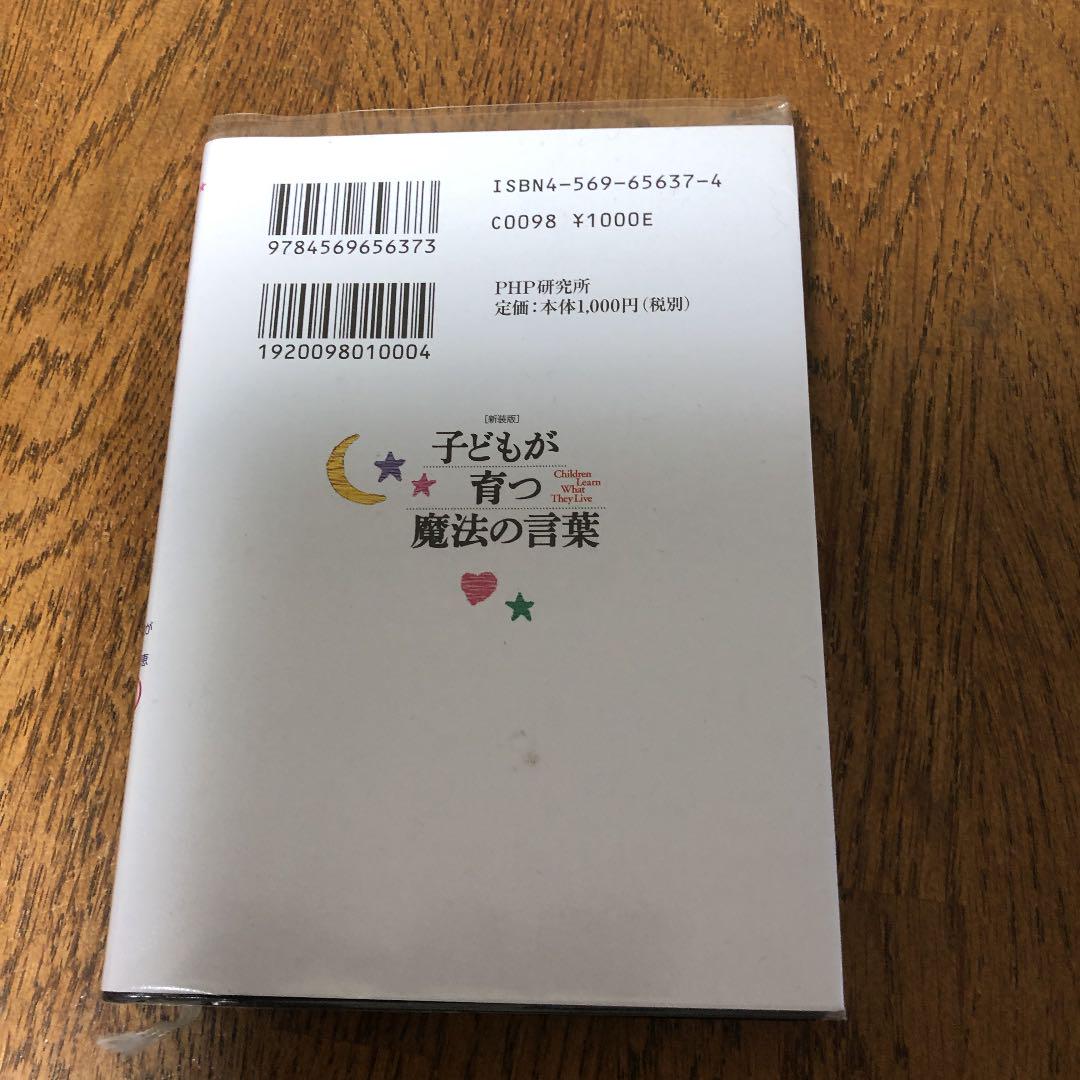 ISBN4-569-65637-4
C0098 ¥1000E
9784569656373
PHP研究所
定価：本体1,000円（税別）
1920098010004
［新装版］
子どもが
育つ
Children
Learn
What
They Live
魔法の言葉